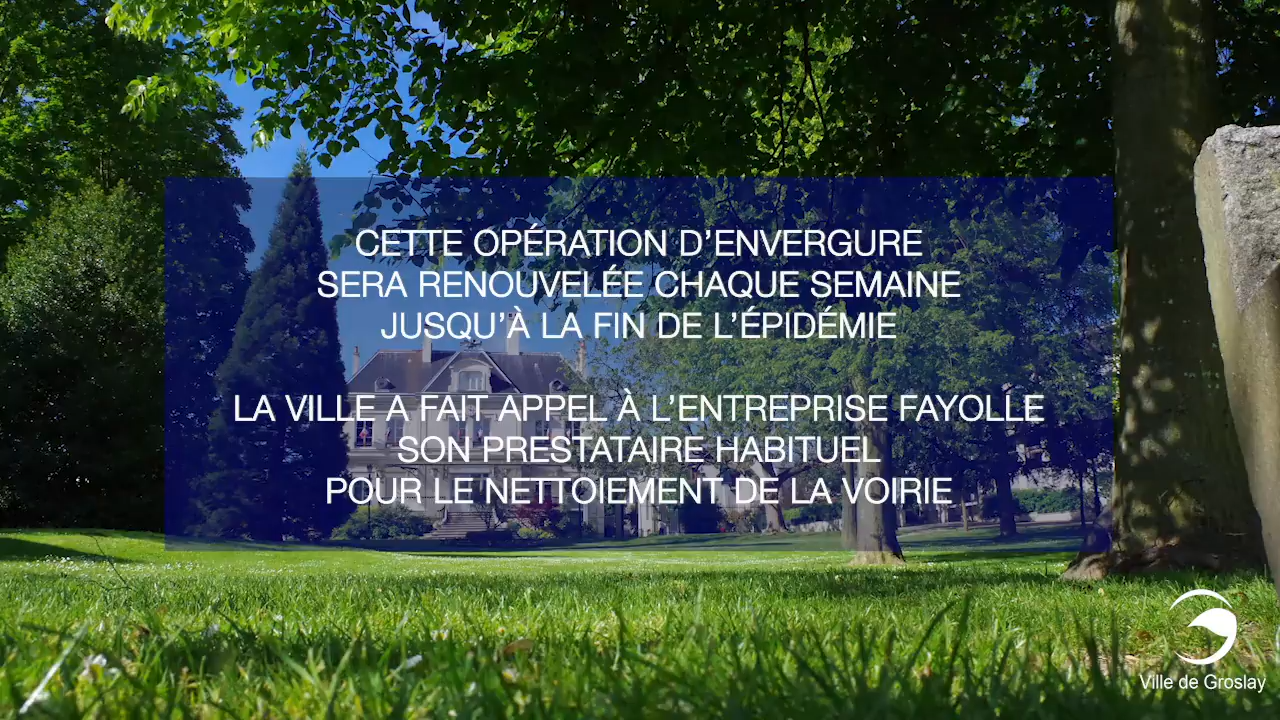 CETTE OPÉRATION D’ENVERGURE
SERA RENOUVELÉE CHAQUE SEMAINE
JUSQU’À LA FIN DE L’ÉPIDÉMIE
LA VILLE A FAIT APPEL À L’ENTREPRISE FAYOLLE
SON PRESTATAIRE HABITUEL
POUR LE NETTOIEMENT DE LA VOIRIE
Ville de Groslay